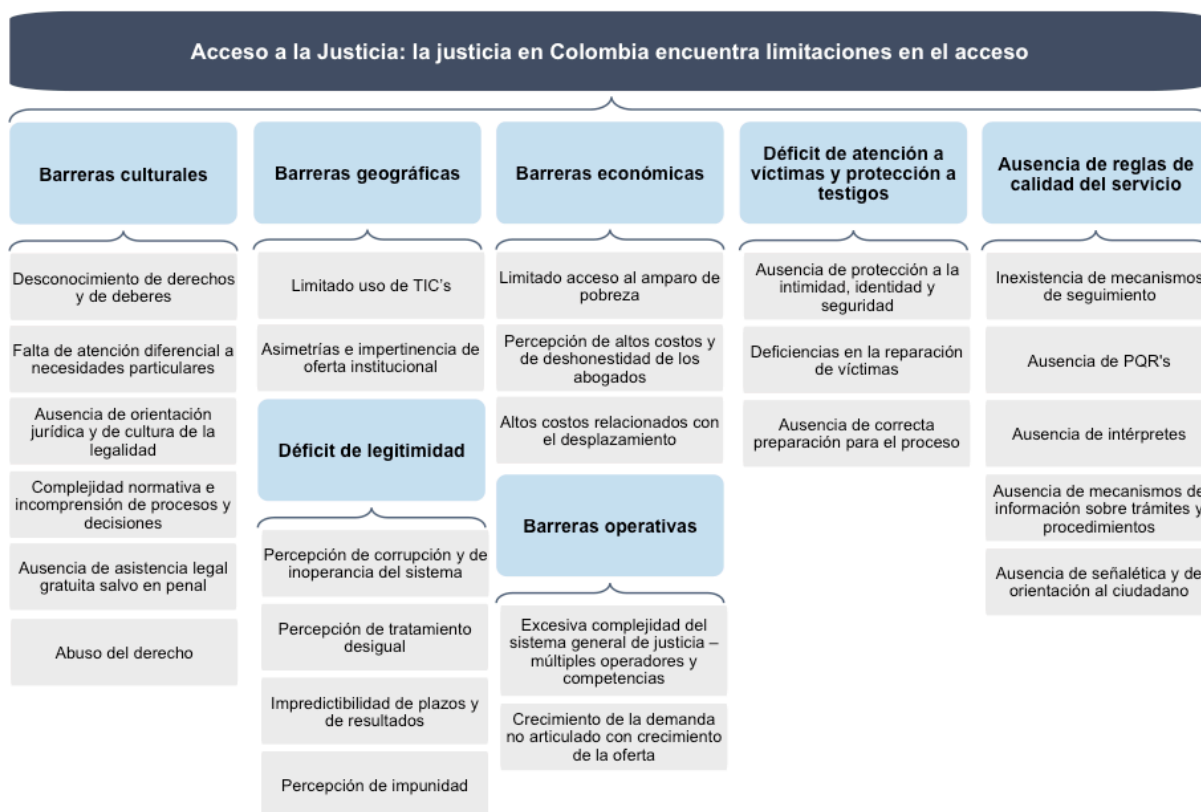 Acceso a la Justicia: la justicia en Colombia encuentra limitaciones en el acceso
Barreras culturales
Desconocimiento de derechos
y de deberes
Falta de atención diferencial a
necesidades particulares
Ausencia de orientación
jurídica y de cultura de la
legalidad
Complejidad normativa e
incomprensión de procesos y
decisiones
Ausencia de asistencia legal
gratuita salvo en penal
Abuso del derecho
Barreras geográficas
Limitado uso de TIC's
Asimetrías e impertinencia de
oferta institucional
Déficit de legitimidad
Percepción de corrupción y de
inoperancia del sistema
Percepción de tratamiento
desigual
Impredictibilidad de plazos y
de resultados
Percepción de impunidad
Barreras económicas
Limitado acceso al amparo de
pobreza
Percepción de altos costos y
de deshonestidad de los
abogados
Altos costos relacionados con
el desplazamiento
Barreras operativas
Excesiva complejidad del
sistema general de justicia –
múltiples operadores y
competencias
Crecimiento de la demanda
no articulado con crecimiento
de la oferta
Déficit de atención a
víctimas y protección a
testigos
Ausencia de protección a la
intimidad, identidad y
seguridad
Deficiencias en la reparación
de víctimas
Ausencia de correcta
preparación para el proceso
Ausencia de reglas de
calidad del servicio
Inexistencia de mecanismos
de seguimiento
Ausencia de PQR's
Ausencia de intérpretes
Ausencia de mecanismos de
información sobre trámites y
procedimientos
Ausencia de señalética y de
orientación al ciudadano